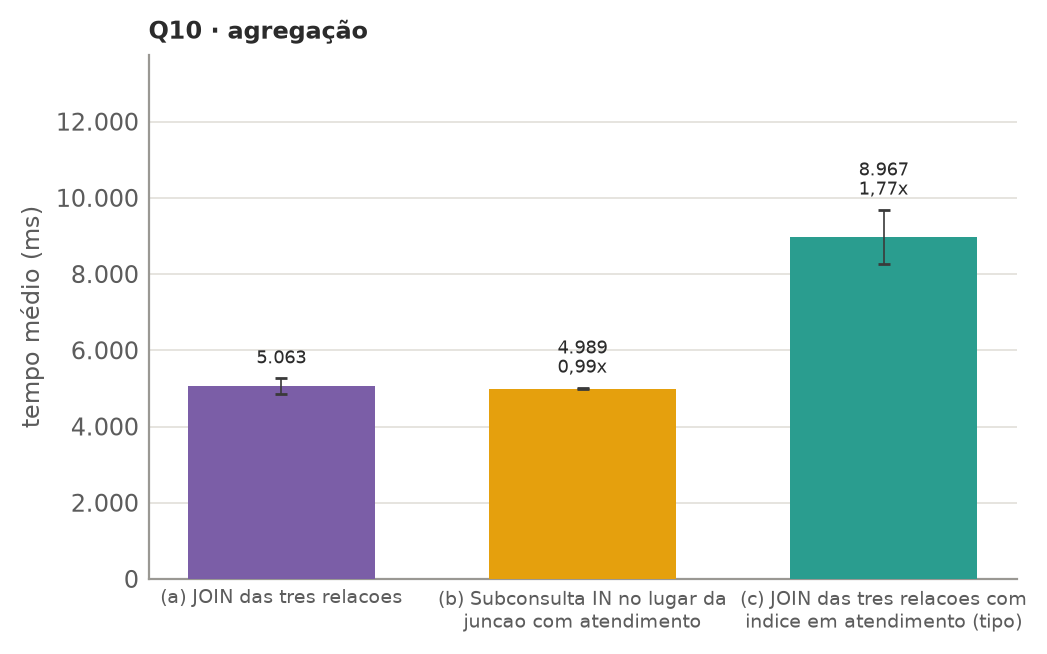 Q10 · agregação
tempo médio (ms)
12.000
10.000
8.000
6.000
4.000
2.000
0
5.063
4.989
0,99x
8.967
1,77x
(a) JOIN das tres relacoes
(b) Subconsulta IN no lugar da
juncao com atendimento
(c) JOIN das tres relacoes com
indice em atendimento (tipo)